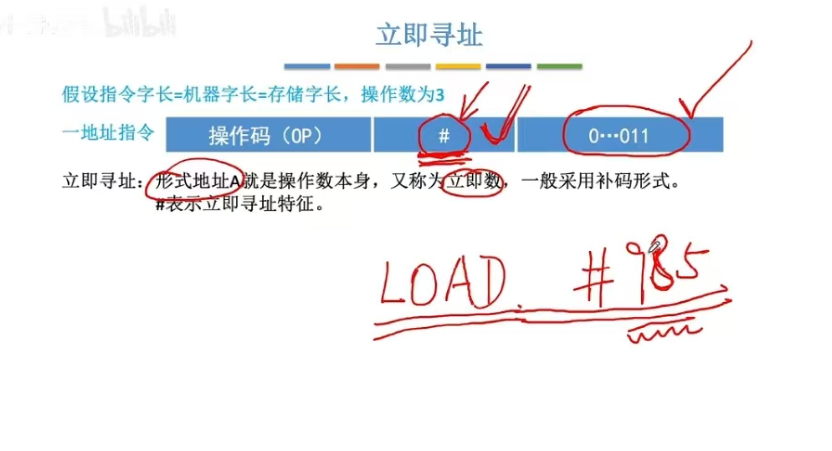 bilibili
立即寻址
假设指令字长=机器字长=存储字长，操作数为3
一地址指令 操作码（OP） # 0…011
立即寻址：形式地址A就是操作数本身，又称为立即数，一般采用补码形式。
#表示立即寻址特征。
LOAD #985